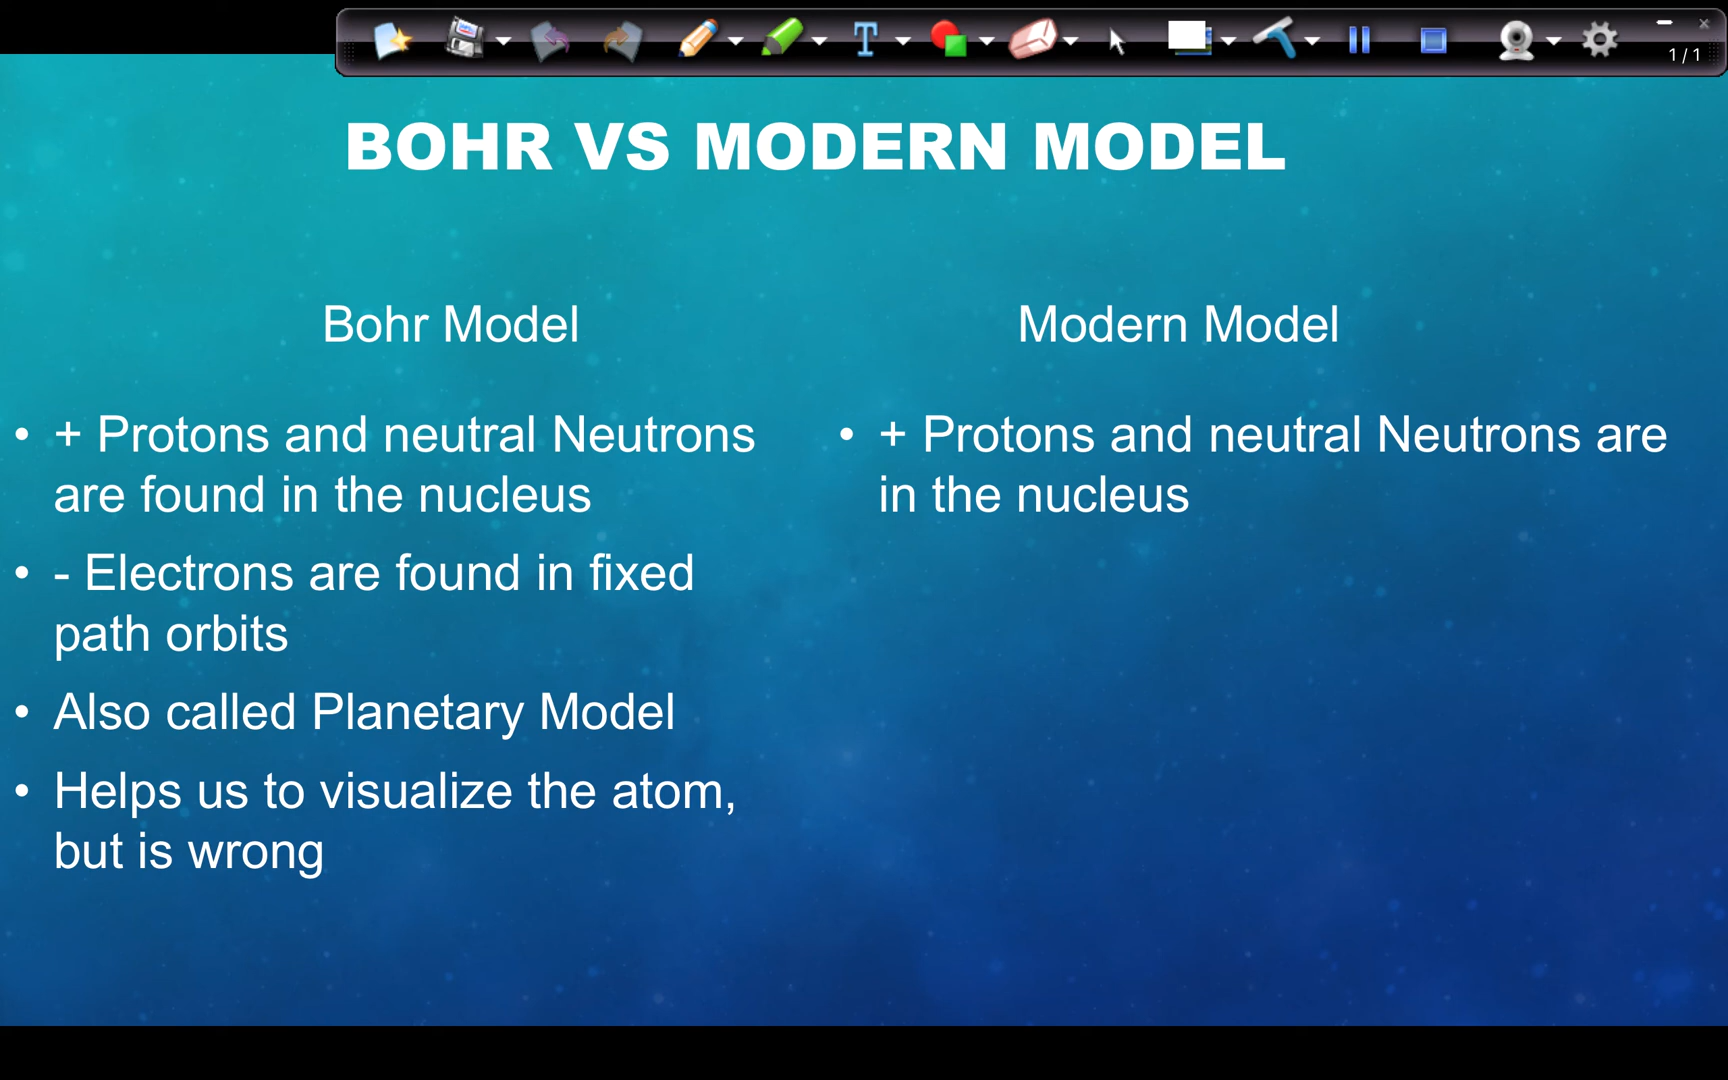 1 / 1
BOHR VS MODERN MODEL
Bohr Model
• + Protons and neutral Neutrons
are found in the nucleus
• - Electrons are found in fixed
path orbits
• Also called Planetary Model
• Helps us to visualize the atom,
but is wrong
Modern Model
• + Protons and neutral Neutrons are
in the nucleus